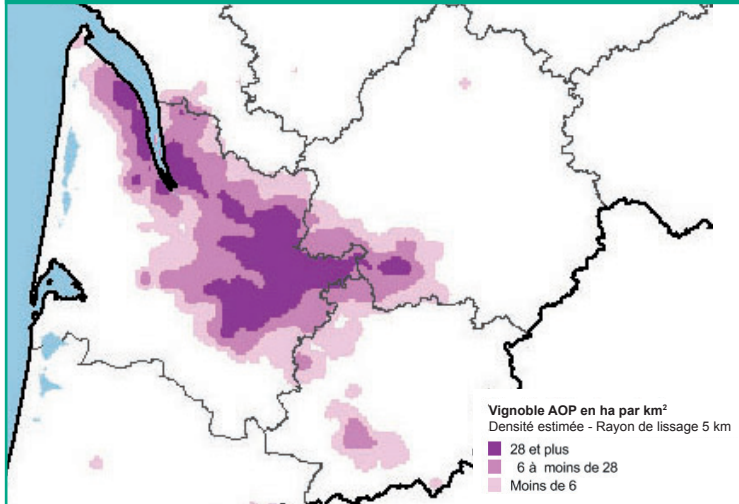 Vignoble AOP en ha par km²
Densité estimée - Rayon de lissage 5 km
28 et plus
6 à moins de 28
Moins de 6